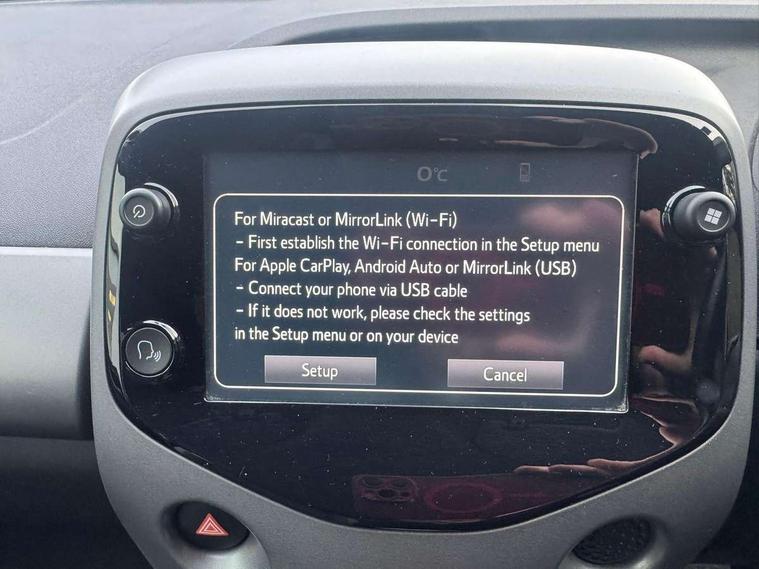 0°C
For Miracast or MirrorLink (Wi-Fi)
- First establish the Wi-Fi connection in the Setup menu
For Apple CarPlay, Android Auto or MirrorLink (USB)
- Connect your phone via USB cable
- If it does not work, please check the settings
in the Setup menu or on your device
Setup
Cancel